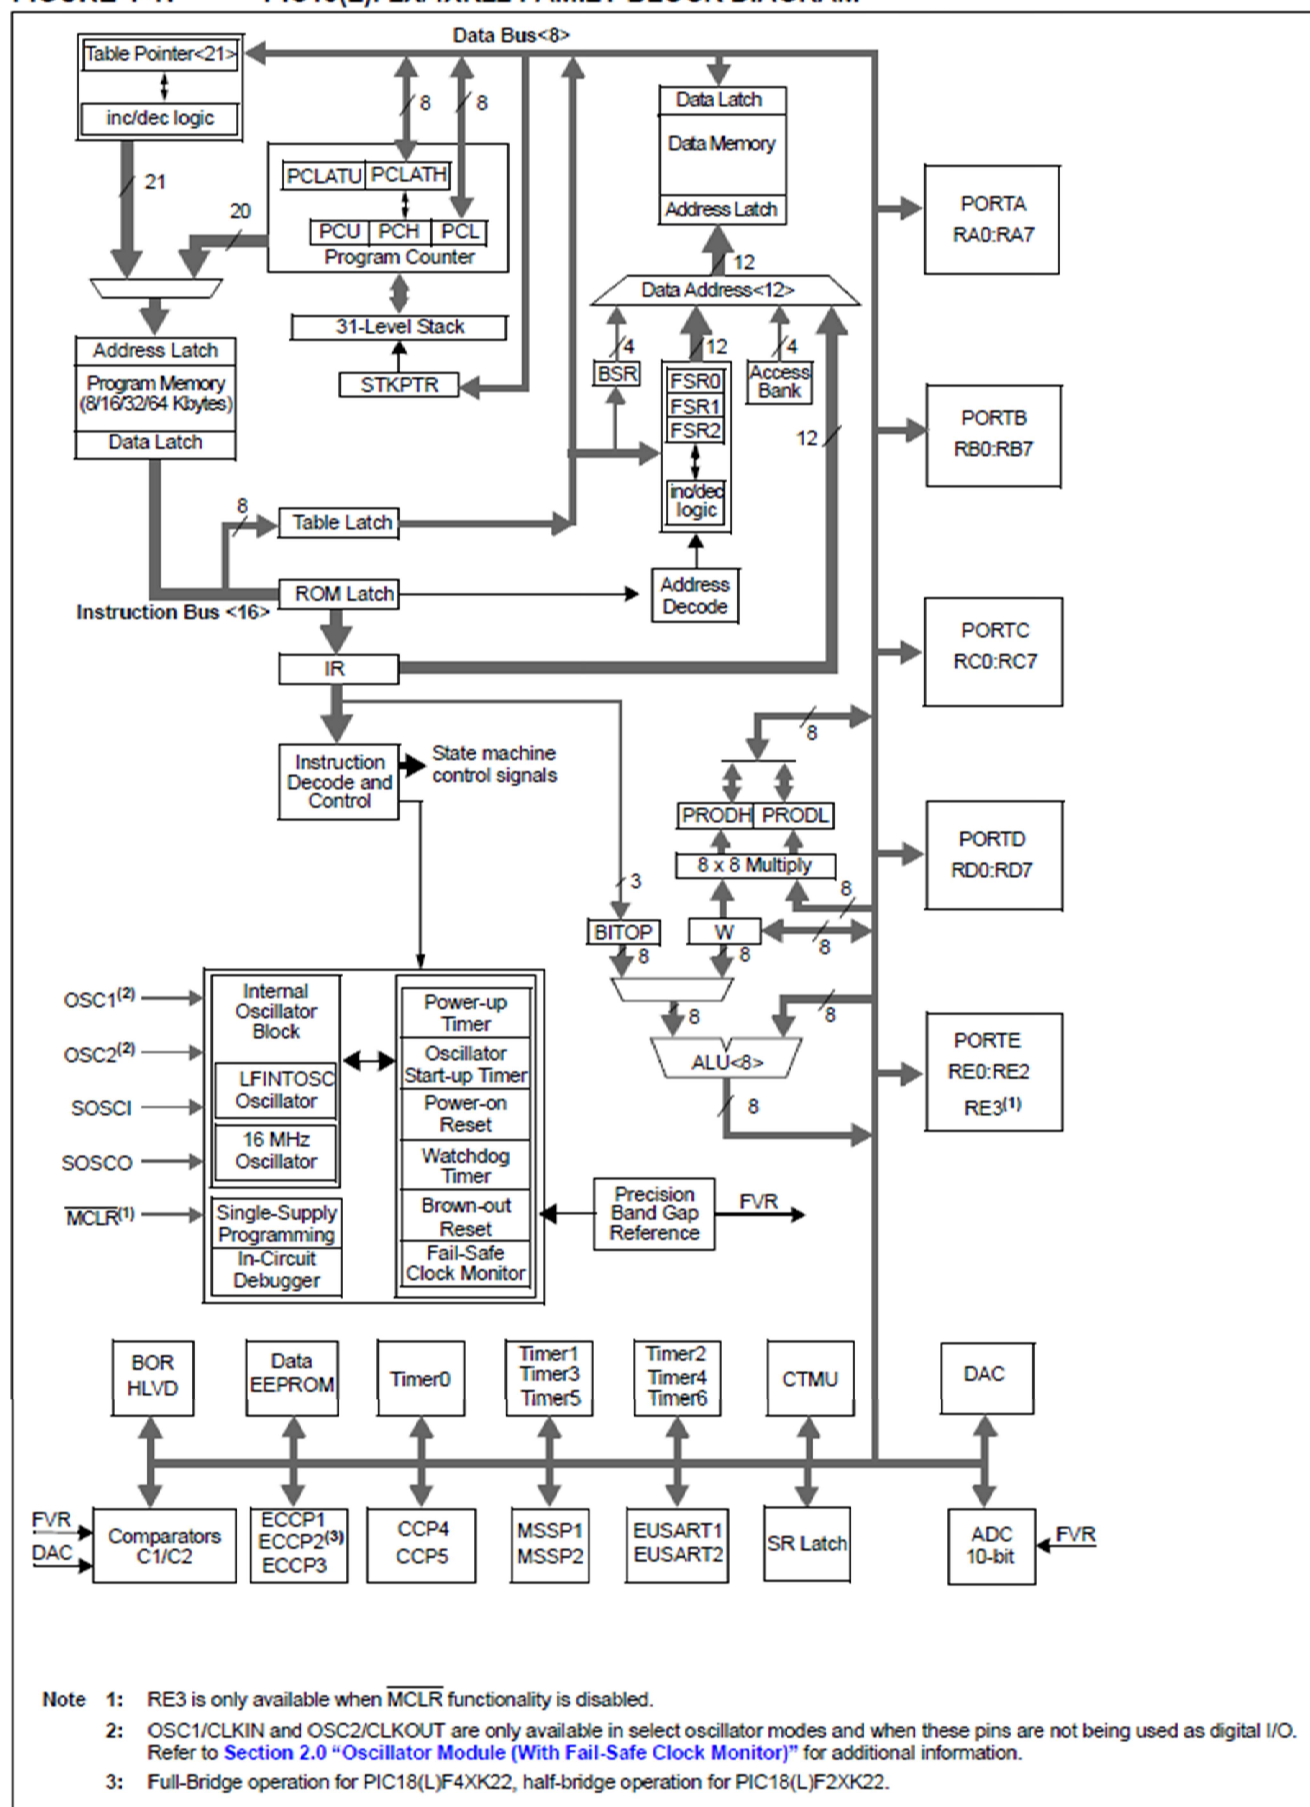 Data Bus<8>
Table Pointer<21>
inc/dec logic
21
20
8
8
PCLATU PCLATH
PCU PCH PCL
Program Counter
31-Level Stack
STKPTR
Data Latch
Data Memory
Address Latch
12
Data Address<12>
4
12
4
BSR
FSR0
FSR1
FSR2
inc/dec
logic
Access
Bank
12
Address Latch
Program Memory
(8/16/32/64 Kbytes)
Data Latch
8
Table Latch
ROM Latch
Instruction Bus <16>
Address
Decode
IR
Instruction
Decode and
Control
State machine
control signals
8
PRODH PRODL
8 x 8 Multiply
3
8
BITOP
W
8
8
8
8
8
ALU<8>
8
PORTA
RA0:RA7
PORTB
RB0:RB7
PORTC
RC0:RC7
PORTD
RD0:RD7
PORTE
RE0:RE2
RE3(1)
OSC1(2)
OSC2(2)
SOSCI
SOSCO
MCLR(1)
Internal
Oscillator
Block
LFINTOSC
Oscillator
16 MHz
Oscillator
Single-Supply
Programming
In-Circuit
Debugger
Power-up
Timer
Oscillator
Start-up Timer
Power-on
Reset
Watchdog
Timer
Brown-out
Reset
Fail-Safe
Clock Monitor
Precision
Band Gap
Reference
FVR
BOR
HLVD
Data
EEPROM
Timer0
Timer1
Timer3
Timer5
Timer2
Timer4
Timer6
CTMU
DAC
FVR
DAC
Comparators
C1/C2
ECCP1
ECCP2(3)
ECCP3
CCP4
CCP5
MSSP1
MSSP2
EUSART1
EUSART2
SR Latch
ADC
10-bit
FVR
Note 1: RE3 is only available when MCLR functionality is disabled.
2: OSC1/CLKIN and OSC2/CLKOUT are only available in select oscillator modes and when these pins are not being used as digital I/O.
Refer to Section 2.0 “Oscillator Module (With Fail-Safe Clock Monitor)” for additional information.
3: Full-Bridge operation for PIC18(L)F4XK22, half-bridge operation for PIC18(L)F2XK22.